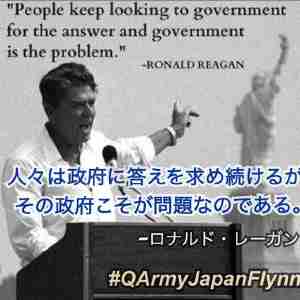 "People keep looking to government
for the answer and government
is the problem."
-RONALD REAGAN
人々は政府に答えを求め続けるが
その政府こそが問題なのである。
-ロナルド・レーガン
#QArmyJapanFlynn